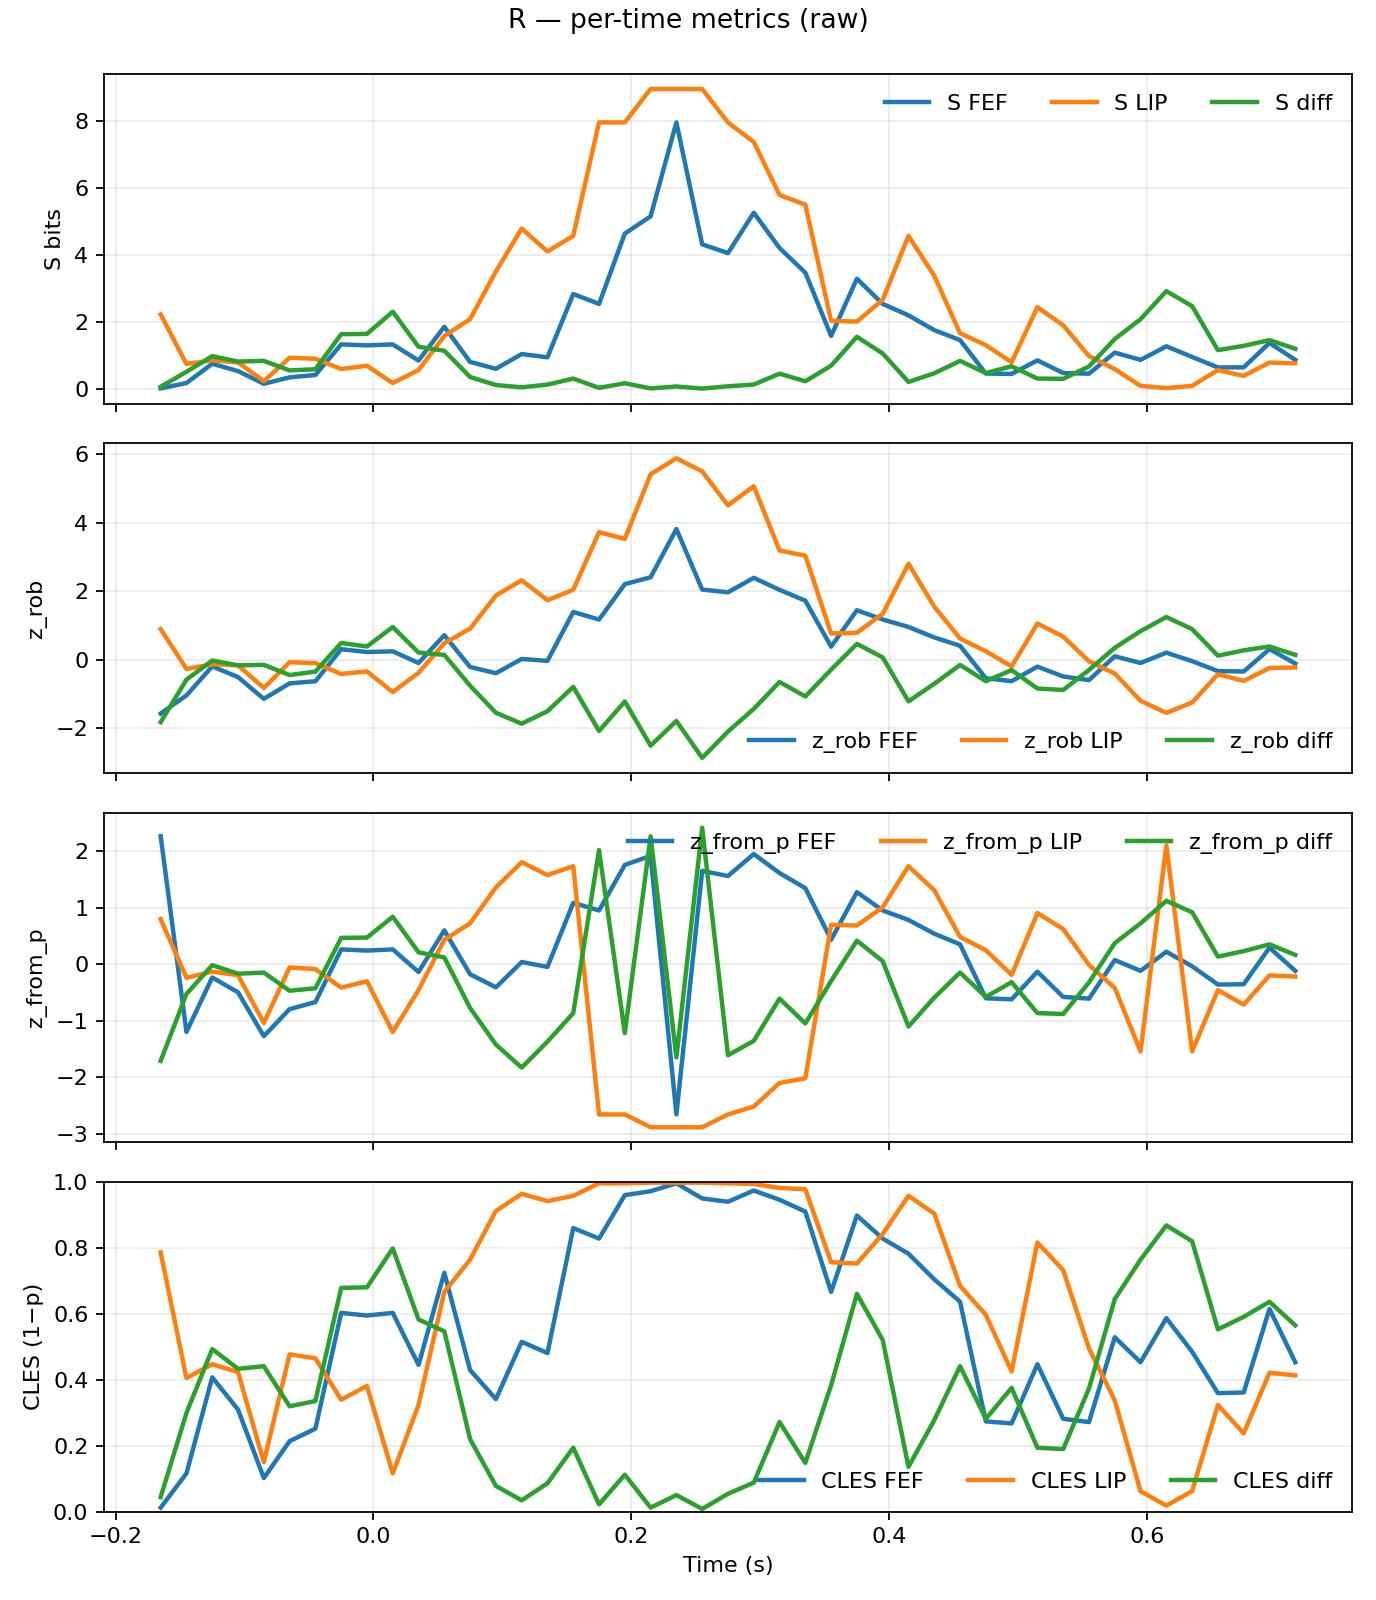 R — per-time metrics (raw)
S bits
8
6
4
2
0
S FEF
S LIP
S diff
z_rob
6
4
2
0
−2
z_rob FEF
z_rob LIP
z_rob diff
z_from_p
2
1
0
−1
−2
−3
z_from_p FEF
z_from_p LIP
z_from_p diff
CLES (1−p)
1.0
0.8
0.6
0.4
0.2
0.0
CLES FEF
CLES LIP
CLES diff
−0.2
0.0
0.2
0.4
0.6
Time (s)